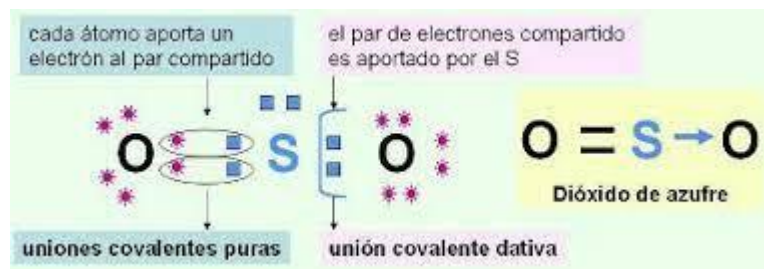 cada átomo aporta un
electrón al par compartido
el par de electrones compartido
es aportado por el S
O S O
O = S → O
Dióxido de azufre
uniones covalentes puras
unión covalente dativa